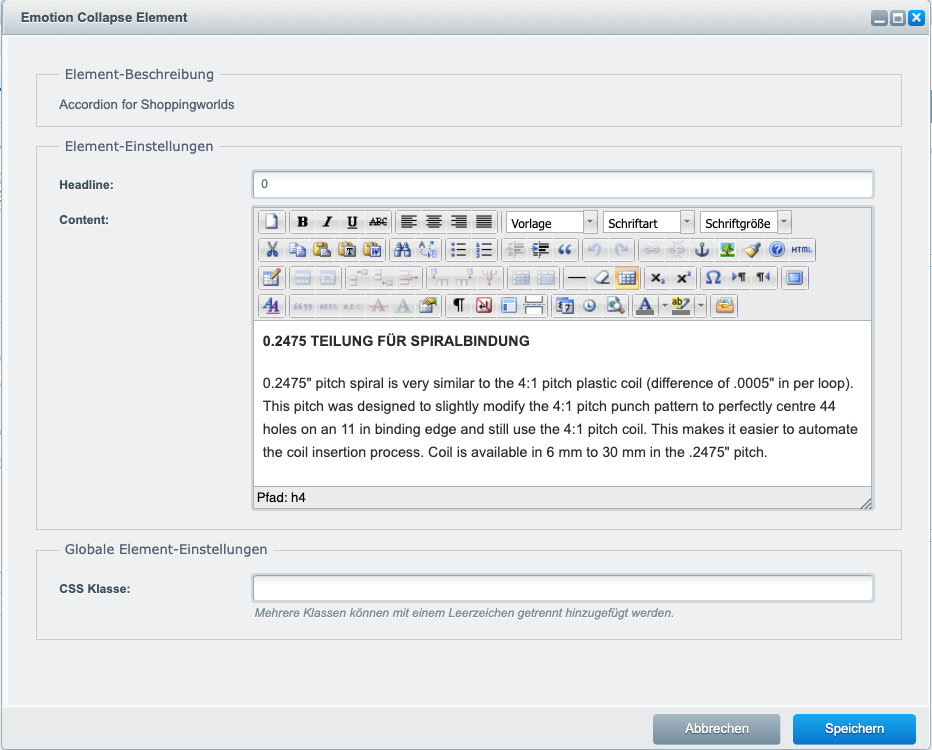 Emotion Collapse Element
Element-Beschreibung
Accordion for Shoppingworlds
Element-Einstellungen
Headline:
0
Content:
B I U ABC
Vorlage
Schriftart
Schriftgröße
HTML
Pfad: h4
0.2475 TEILUNG FÜR SPIRALBINDUNG
0.2475" pitch spiral is very similar to the 4:1 pitch plastic coil (difference of .0005" in per loop).
This pitch was designed to slightly modify the 4:1 pitch punch pattern to perfectly centre 44
holes on an 11 in binding edge and still use the 4:1 pitch coil. This makes it easier to automate
the coil insertion process. Coil is available in 6 mm to 30 mm in the .2475" pitch.
Globale Element-Einstellungen
CSS Klasse:
Mehrere Klassen können mit einem Leerzeichen getrennt hinzugefügt werden.
Abbrechen
Speichern